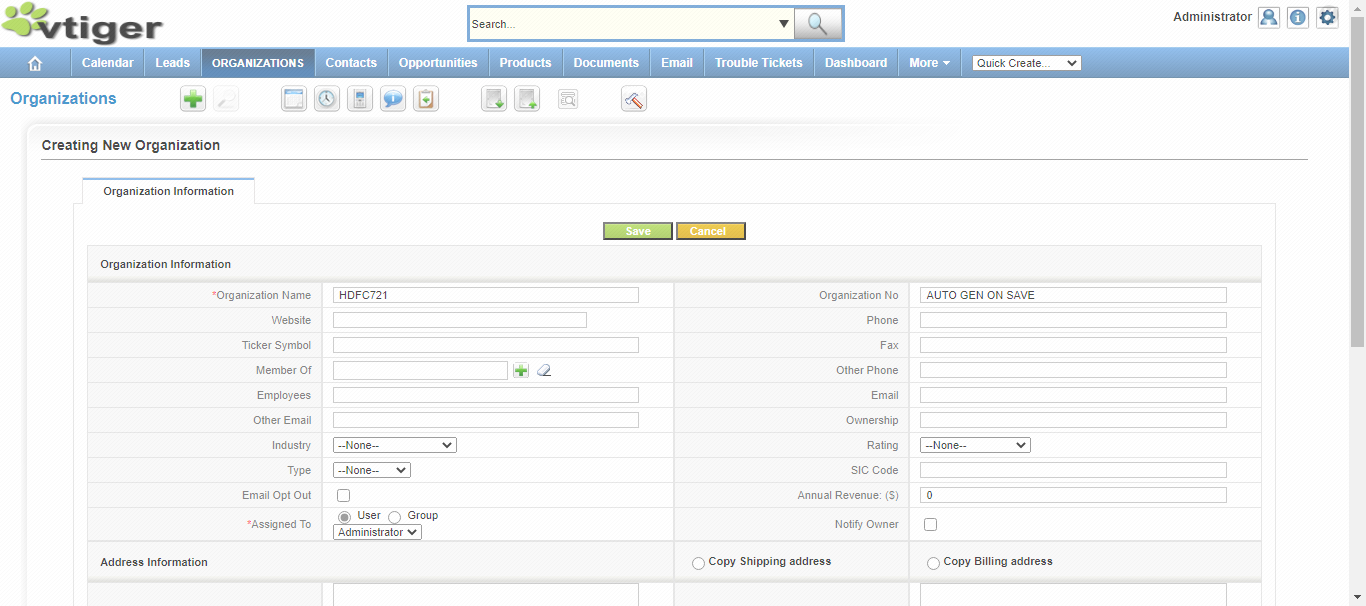 vtiger
Search...
Administrator
Calendar Leads ORGANIZATIONS Contacts Opportunities Products Documents Email Trouble Tickets Dashboard More Quick Create...
Organizations
Creating New Organization
Organization Information
Save Cancel
Organization Information
*Organization Name HDFC721 Organization No AUTO GEN ON SAVE
Website Phone
Ticker Symbol Fax
Member Of Other Phone
Employees Email
Other Email Ownership
Industry --None-- Rating --None--
Type --None-- SIC Code
Email Opt Out Annual Revenue: ($) 0
*Assigned To User Group Notify Owner
Administrator
Address Information Copy Shipping address Copy Billing address